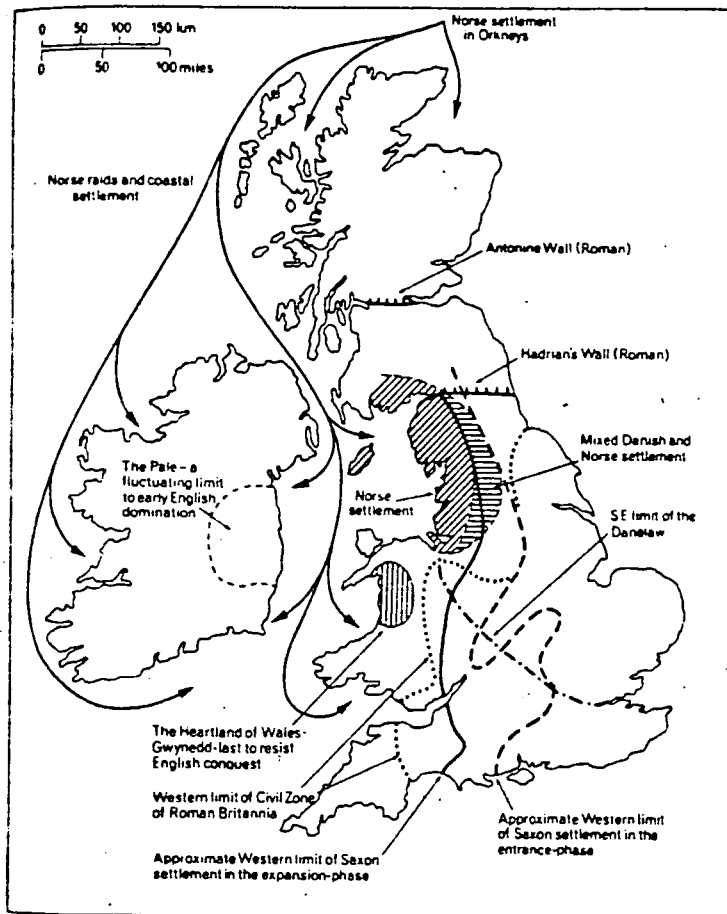 0 50 100 150 km
0 50 100 miles
Norse settlement
in Orkneys
Norse raids and coastal
settlement
Antonine Wall (Roman)
Hadrian's Wall (Roman)
The Pale – a
fluctuating limit
to early English
domination
Norse
settlement
Mixed Danish and
Norse settlement
S.E limit of the
Danelaw
The Heartland of Wales-
Gwynedd-last to resist
English conquest
Western limit of Civil Zone
of Roman Britannia
Approximate Western limit of Saxon
settlement in the expansion-phase
Approximate Western limit
of Saxon settlement in the
entrance-phase